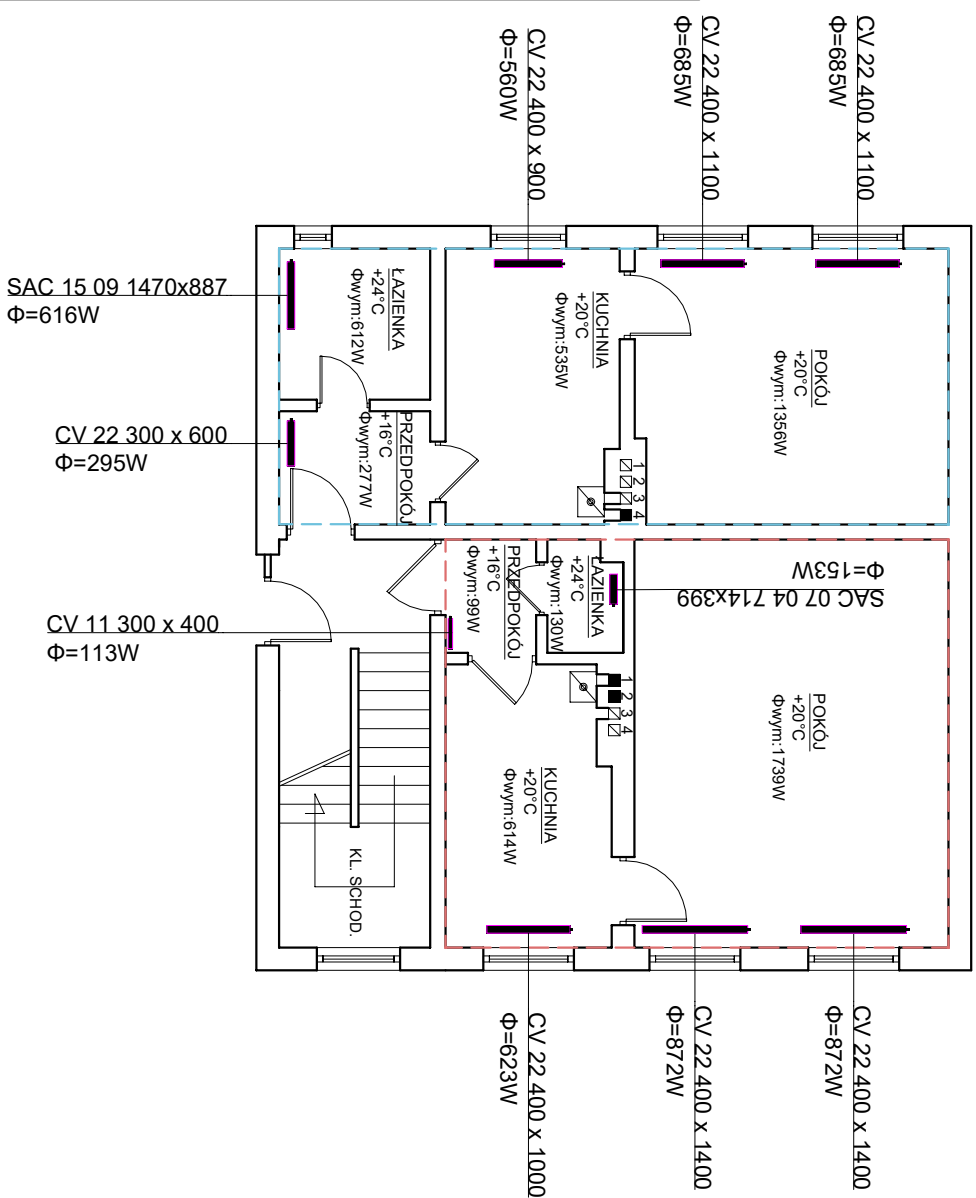 CV 22 400 x 900
Φ=560W
CV 22 400 x 1100
Φ=685W
CV 22 400 x 1100
Φ=685W
SAC 15 09 1470x887
Φ=616W
ŁAZIENKA
+24°C
Φwym:612W
KUCHNIA
+20°C
Φwym:535W
POKÓJ
+20°C
Φwym:1356W
CV 22 300 x 600
Φ=295W
PRZEDPOKÓJ
+16°C
Φwym:277W
1
2
3
4
PRZEDPOKÓJ
+16°C
Φwym:99W
ŁAZIENKA
+24°C
Φwym:130W
SAC 07 04 714x399
Φ=153W
CV 11 300 x 400
Φ=113W
1
2
3
4
POKÓJ
+20°C
Φwym:1739W
KUCHNIA
+20°C
Φwym:614W
KL. SCHOD.
CV 22 400 x 1000
Φ=623W
CV 22 400 x 1400
Φ=872W
CV 22 400 x 1400
Φ=872W